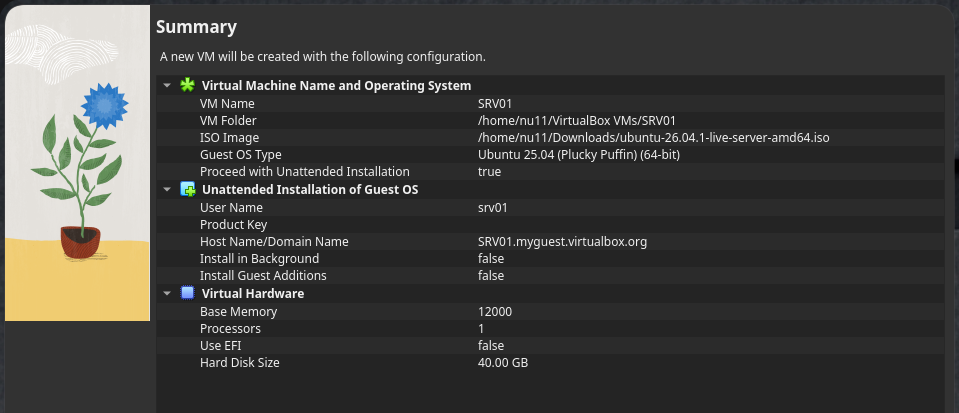 Summary
A new VM will be created with the following configuration.
Virtual Machine Name and Operating System
VM Name SRV01
VM Folder /home/nu11/VirtualBox VMs/SRV01
ISO Image /home/nu11/Downloads/ubuntu-26.04.1-live-server-amd64.iso
Guest OS Type Ubuntu 25.04 (Plucky Puffin) (64-bit)
Proceed with Unattended Installation true
Unattended Installation of Guest OS
User Name srv01
Product Key
Host Name/Domain Name SRV01.myguest.virtualbox.org
Install in Background false
Install Guest Additions false
Virtual Hardware
Base Memory 12000
Processors 1
Use EFI false
Hard Disk Size 40.00 GB